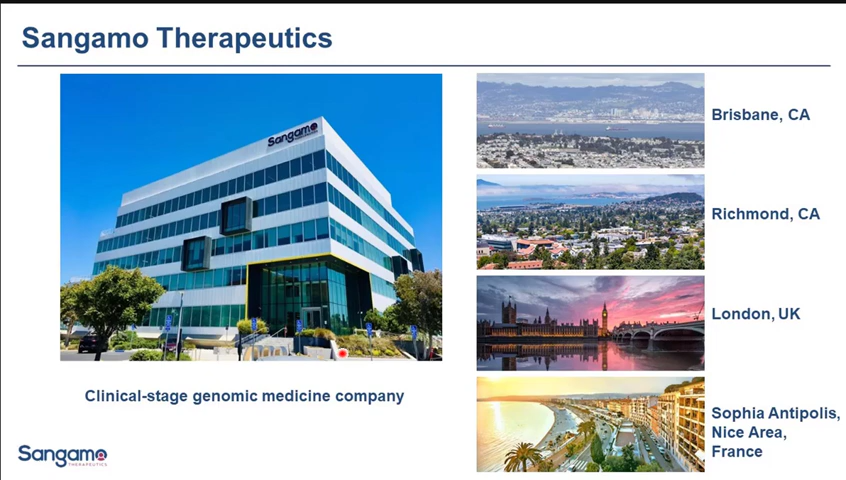 Sangamo Therapeutics
Sangamo
Brisbane, CA
Richmond, CA
London, UK
Sophia Antipolis,
Nice Area,
France
Clinical-stage genomic medicine company
Sangamo
THERAPEUTICS